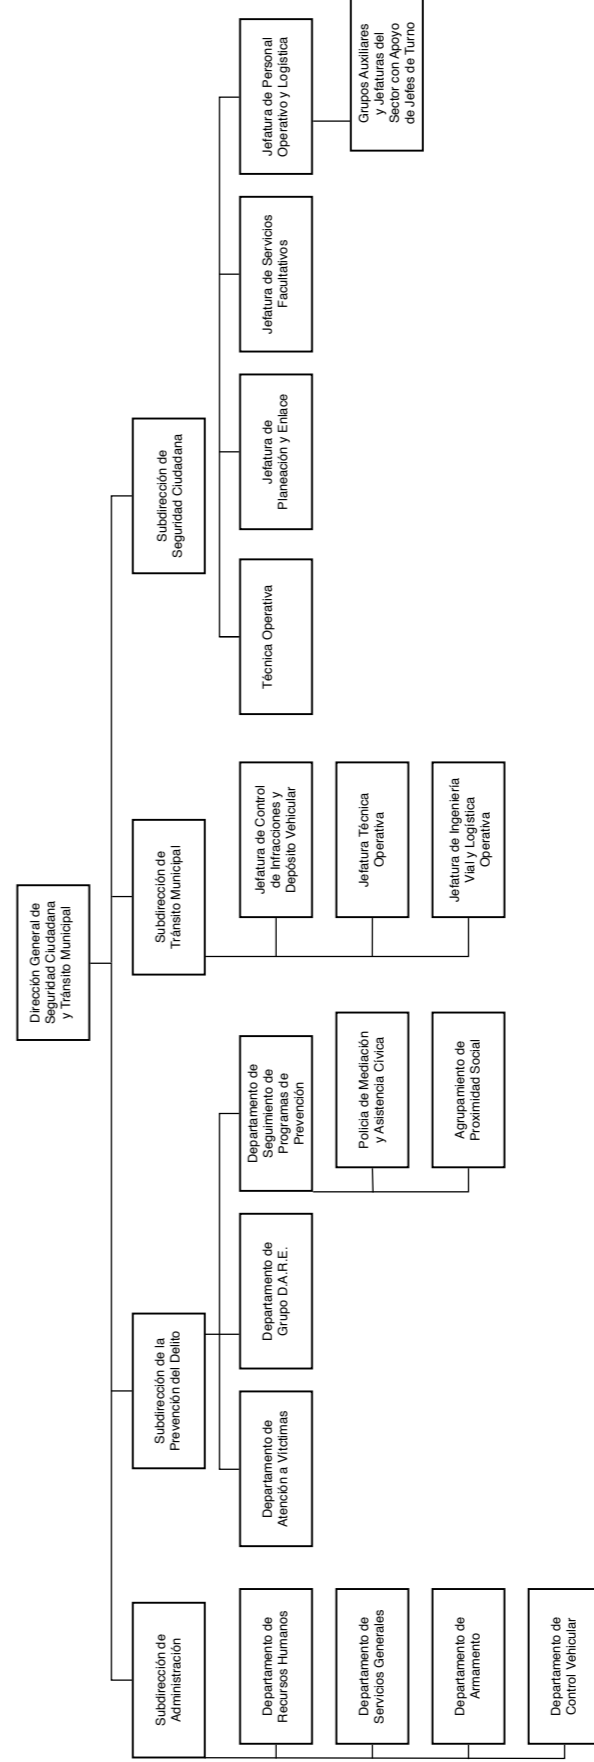 Dirección General de
Seguridad Ciudadana
y Tránsito Municipal
Subdirección de
Administración
Subdirección de la
Prevención del Delito
Subdirección de
Tránsito Municipal
Subdirección de
Seguridad Ciudadana
Departamento de
Recursos Humanos
Departamento de
Servicios Generales
Departamento de
Armamento
Departamento de
Control Vehicular
Departamento de
Atención a Vítctimas
Departamento de
Grupo D.A.R.E.
Departamento de
Seguimiento de
Programas de
Prevención
Policia de Mediación
y Asistencia Cívica
Agrupamiento de
Proximidad Social
Jefatura de Control
de Infracciones y
Depósito Vehicular
Jefatura Técnica
Operativa
Jefatura de Ingeniería
Vial y Logística
Operativa
Técnica Operativa
Jefatura de
Planeación y Enlace
Jefatura de Servicios
Facultativos
Jefatura de Personal
Operativo y Logística
Grupos Auxiliares
y Jefaturas del
Sector con Apoyo
de Jefes de Turno